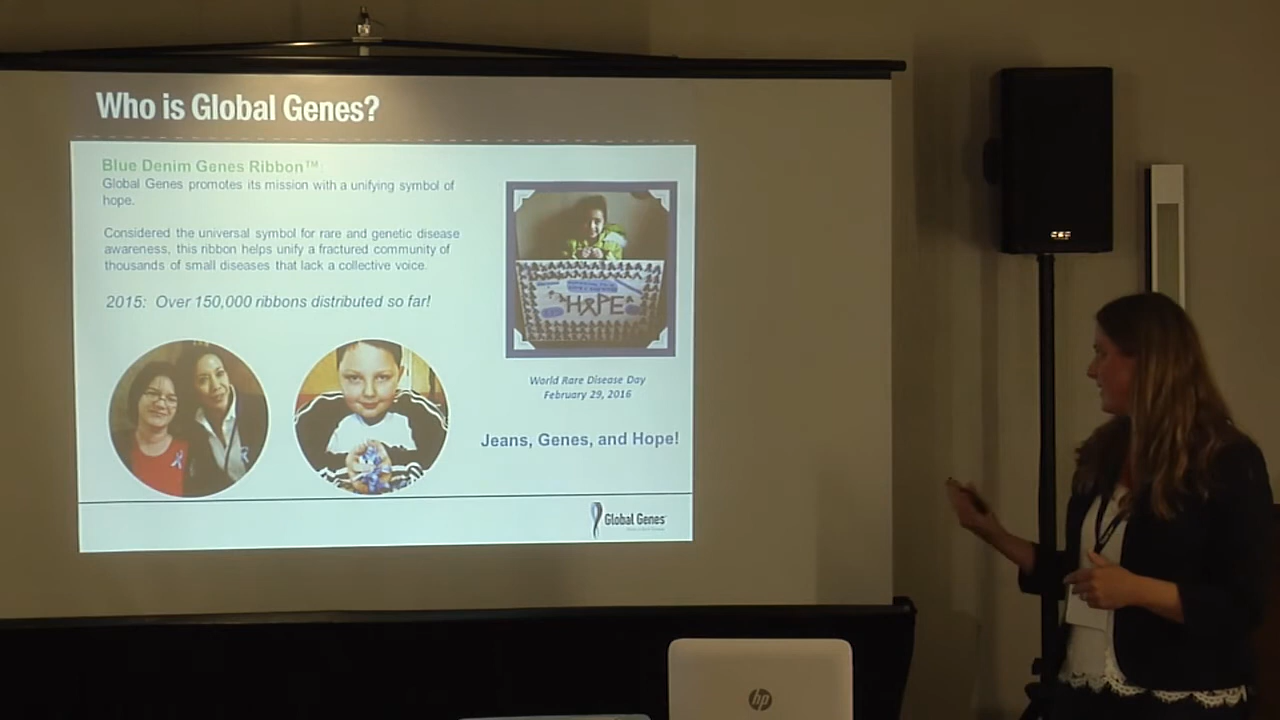 Who is Global Genes?
Blue Denim Genes Ribbon™:
Global Genes promotes its mission with a unifying symbol of
hope.
Considered the universal symbol for rare and genetic disease
awareness, this ribbon helps unify a fractured community of
thousands of small diseases that lack a collective voice.
2015: Over 150,000 ribbons distributed so far!
HOPE
World Rare Disease Day
February 29, 2016
Jeans, Genes, and Hope!
Global Genes
hp